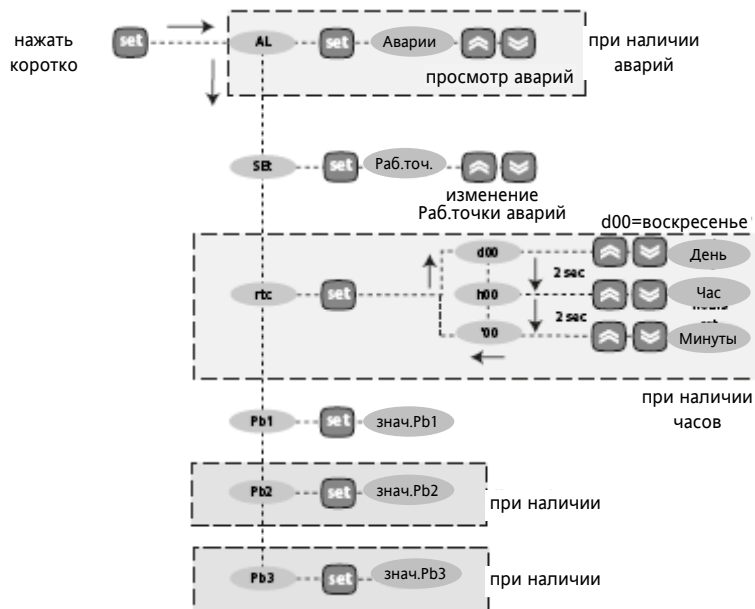 нажать
коротко
set
AL
set
Аварии
при наличии
аварий
просмотр аварий
SEt
set
Раб.точ.
изменение
Раб.точки аварий
d00=воскресенье
d00
День
2 sec
rtc
set
h00
Час
2 sec
'00
Минуты
при наличии
часов
Pb1
set
знач.Pb1
Pb2
set
знач.Pb2
при наличии
Pb3
set
знач.Pb3
при наличии